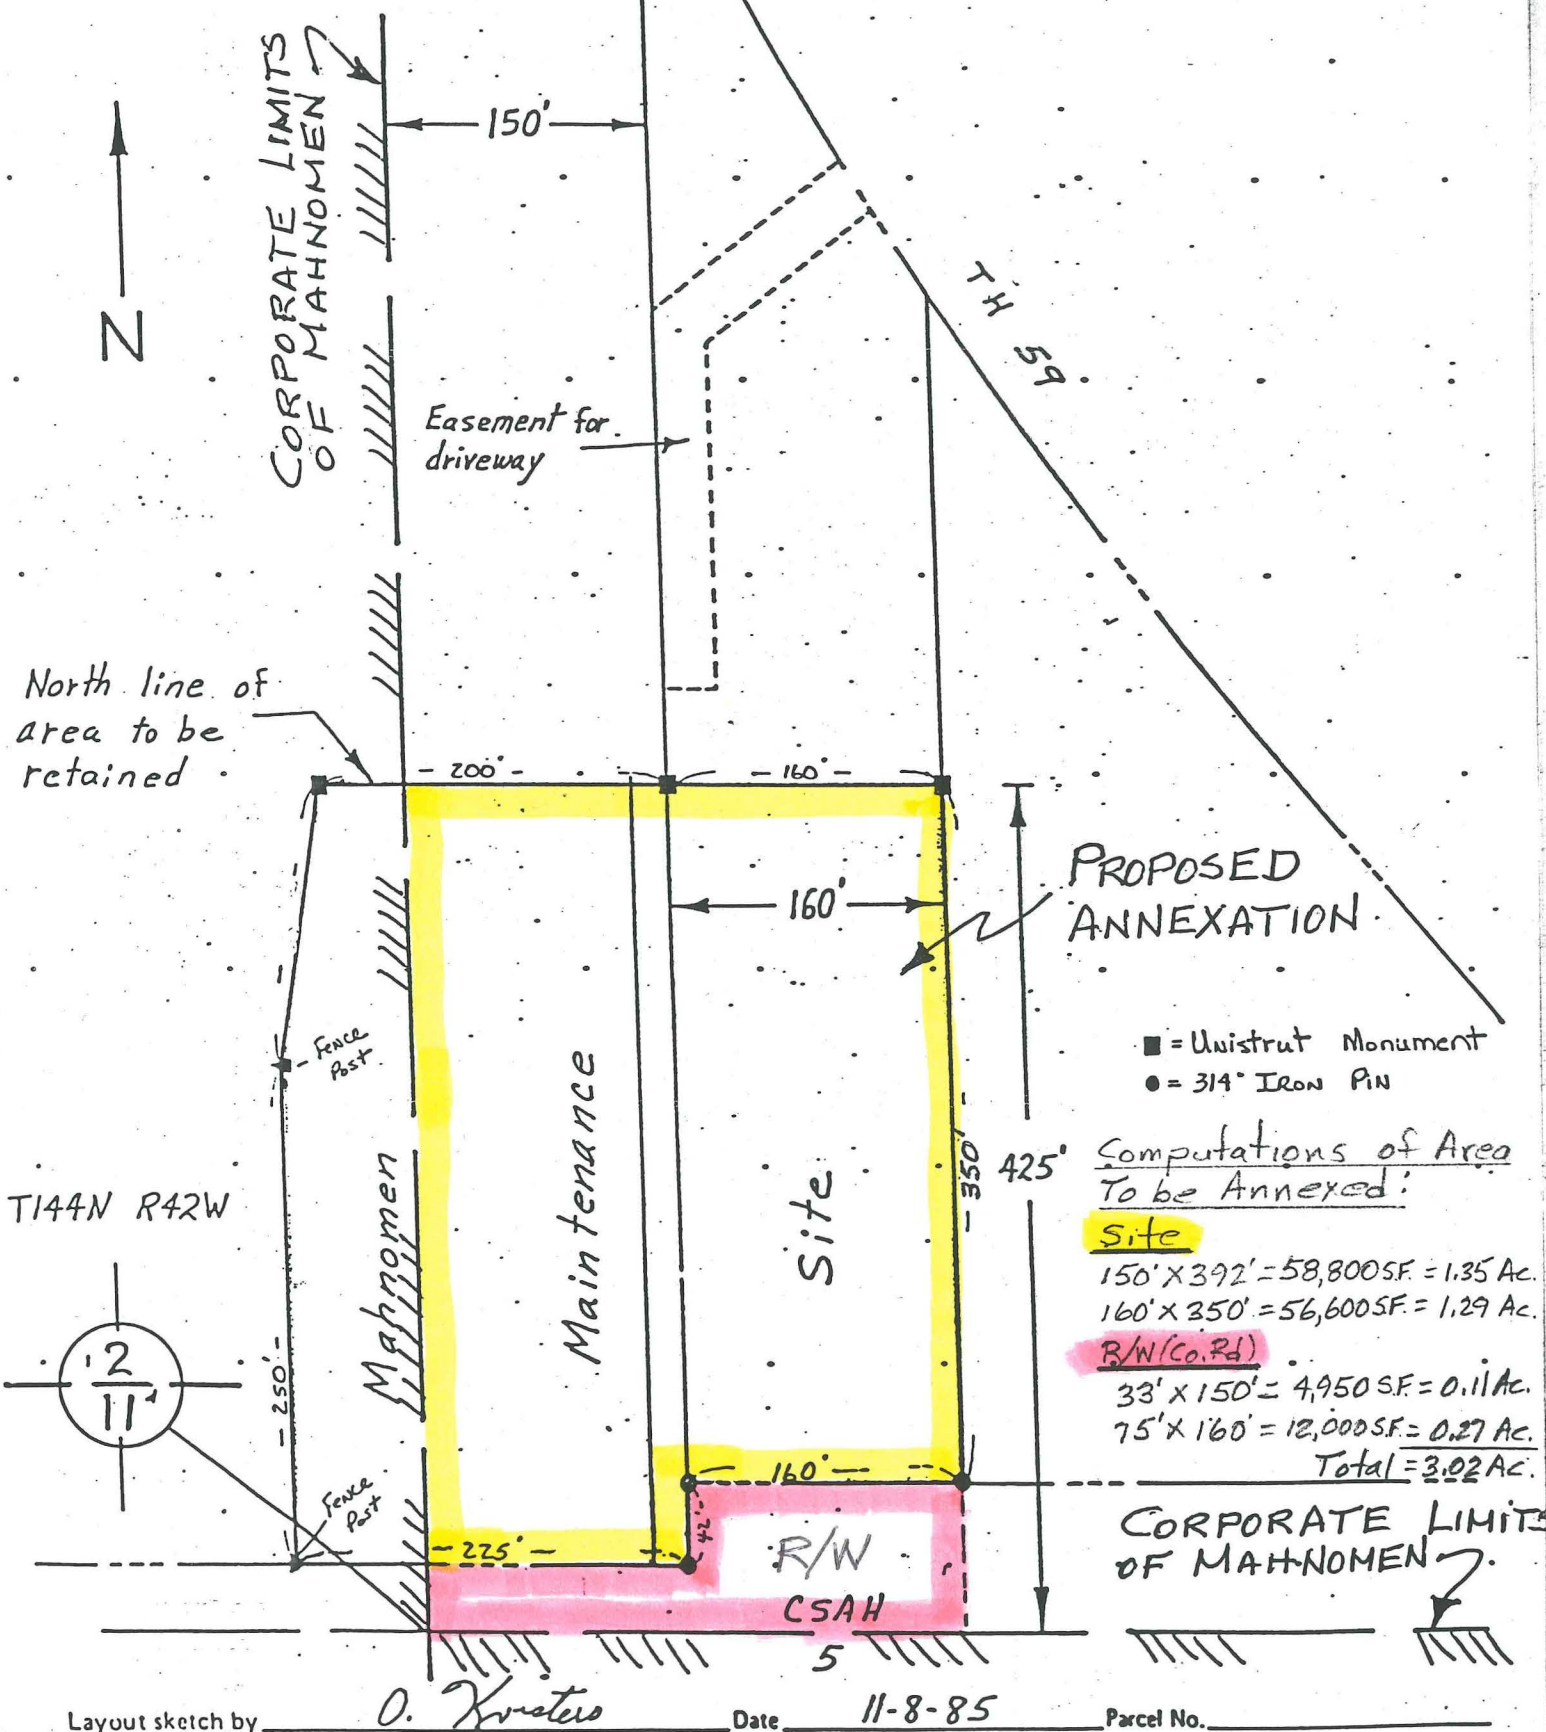 CORPORATE LIMITS
OF MAHNOMEN
150'
N
TH 59
Easement for
driveway
North line of
area to be
retained
200'
160'
PROPOSED
ANNEXATION
160'
Fence
Post
■ = Unistrut Monument
● = 314" IRON PIN
Computations of Area
To be Annexed:
Site
150' X 392' = 58,800 S.F. = 1.35 Ac.
160' X 350' = 56,600 S.F. = 1.29 Ac.
R/W (Co. Rd)
33' X 150' = 4,950 S.F. = 0.11 Ac.
75' X 160' = 12,000 S.F. = 0.27 Ac.
Total = 3.02 Ac.
350'
425'
T144N R42W
Mahnomen
Maintenance
Site
2
11
250'
Fence
Post
160'
225'
42'
R/W
CSAH
5
CORPORATE LIMITS
OF MAHNOMEN
Layout sketch by O. Date 11-8-85 Parcel No.